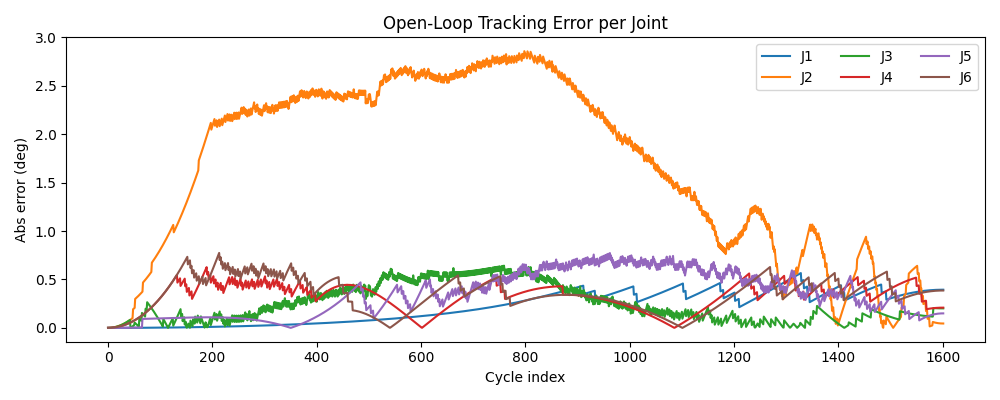 Open-Loop Tracking Error per Joint
Abs error (deg)
3.0
2.5
2.0
1.5
1.0
0.5
0.0
J1 J3 J5
J2 J4 J6
0 200 400 600 800 1000 1200 1400 1600
Cycle index